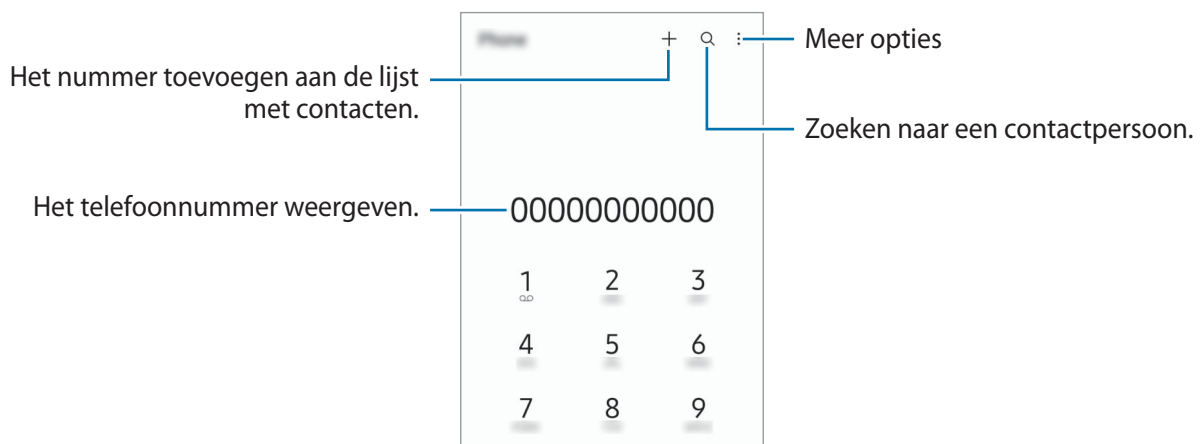 Meer opties
Het nummer toevoegen aan de lijst
met contacten.
Zoeken naar een contactpersoon.
Het telefoonnummer weergeven.
00000000000
1 2 3
4 5 6
7 8 9